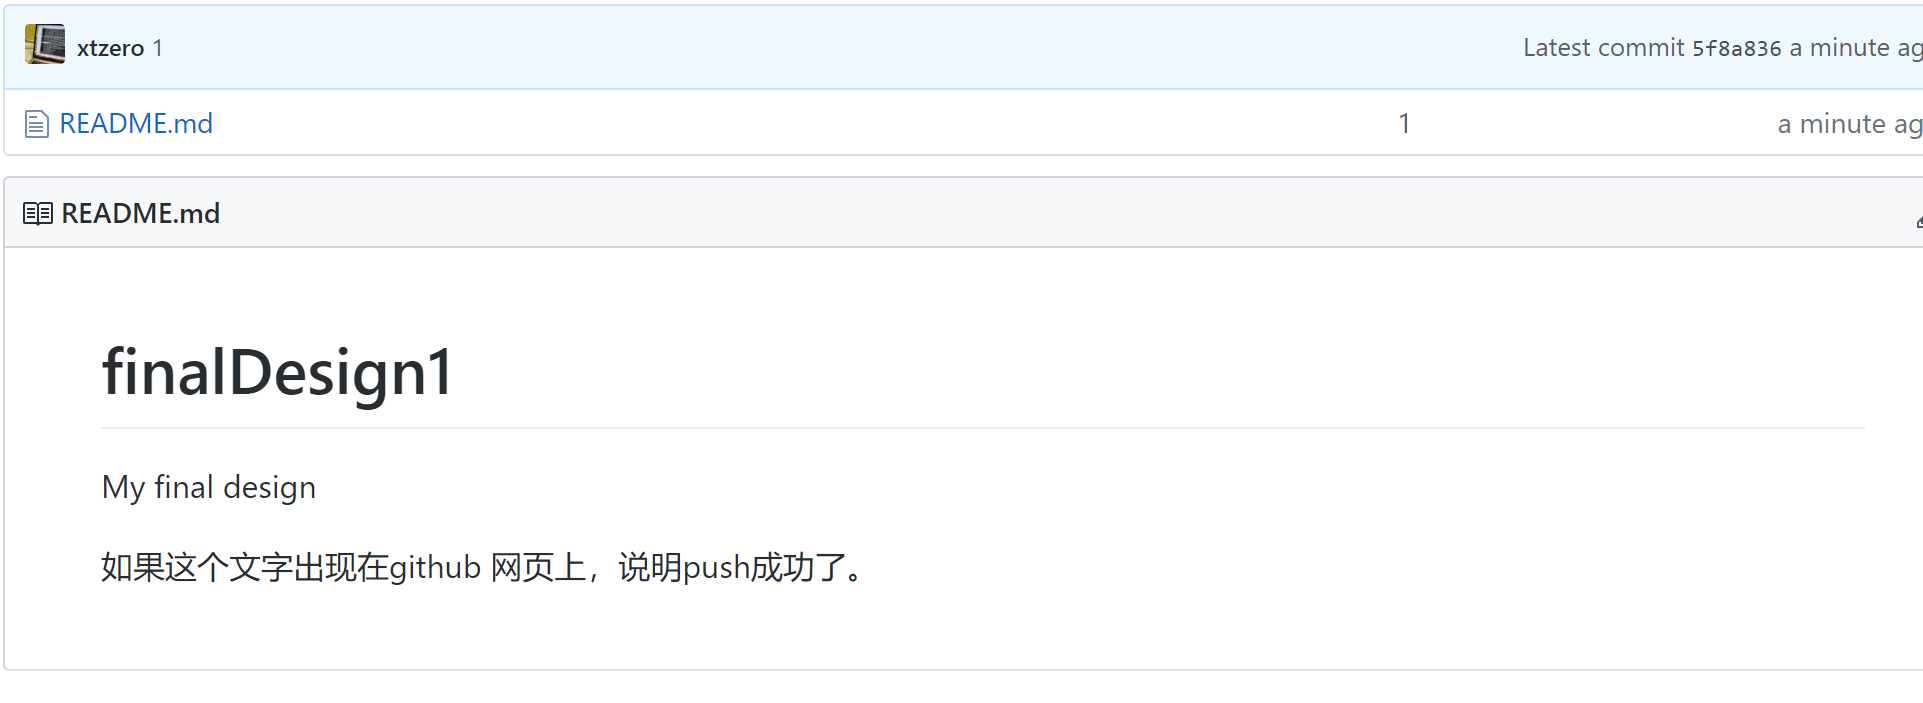 xtzero 1
Latest commit 5f8a836 a minute ag
README.md 1 a minute ag
README.md
finalDesign1
My final design
如果这个文字出现在github 网页上，说明push成功了。